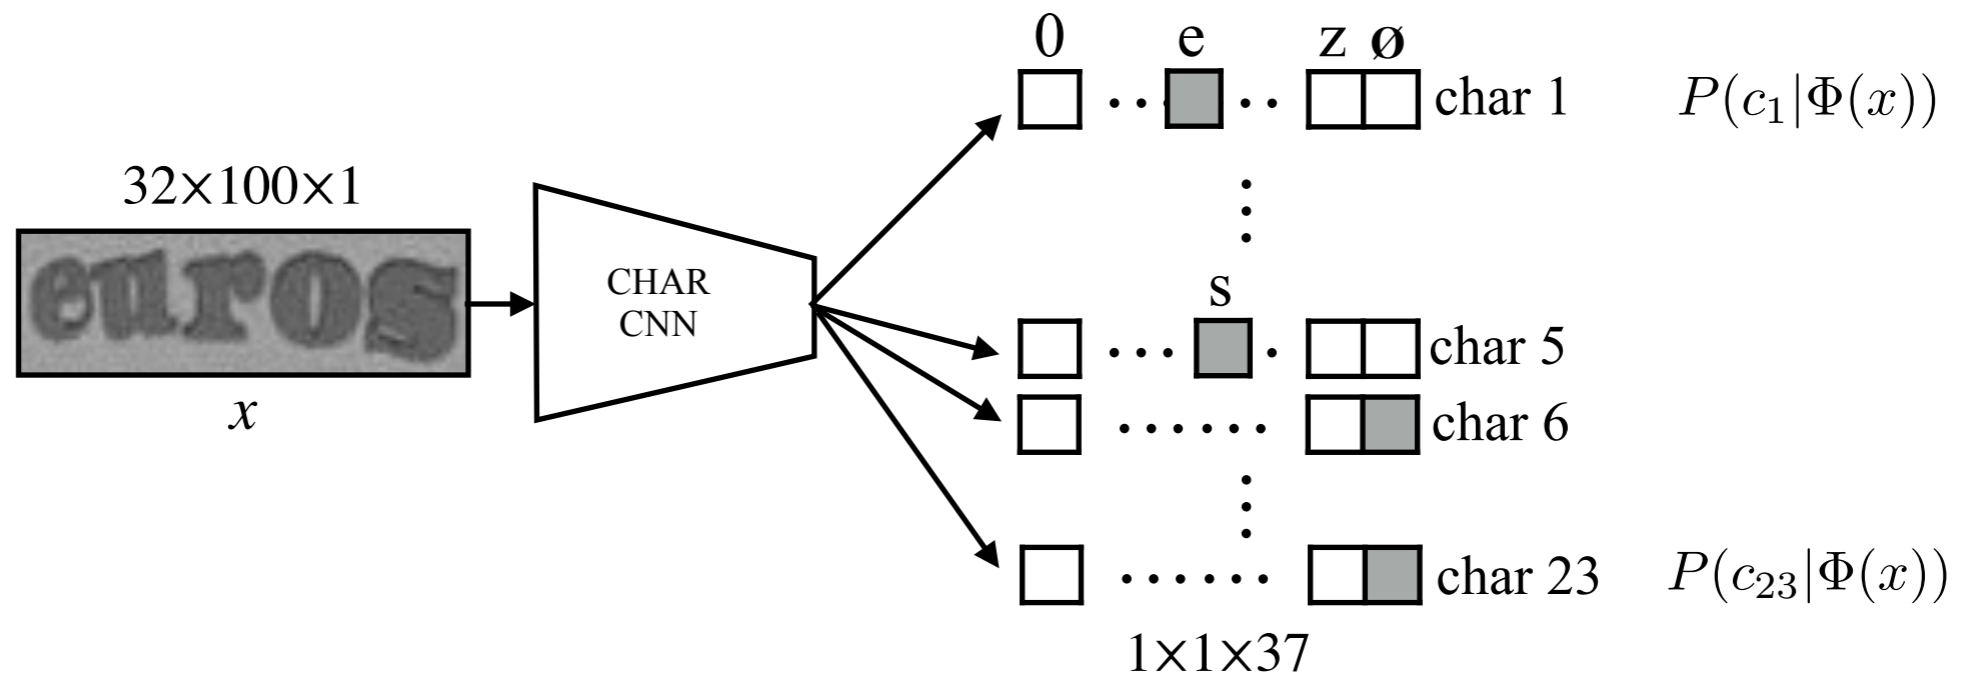 0 e z ø
char 1 P(c₁|Φ(x))
32×100×1
euros
x
CHAR
CNN
s
char 5
char 6
char 23 P(c₂₃|Φ(x))
1×1×37